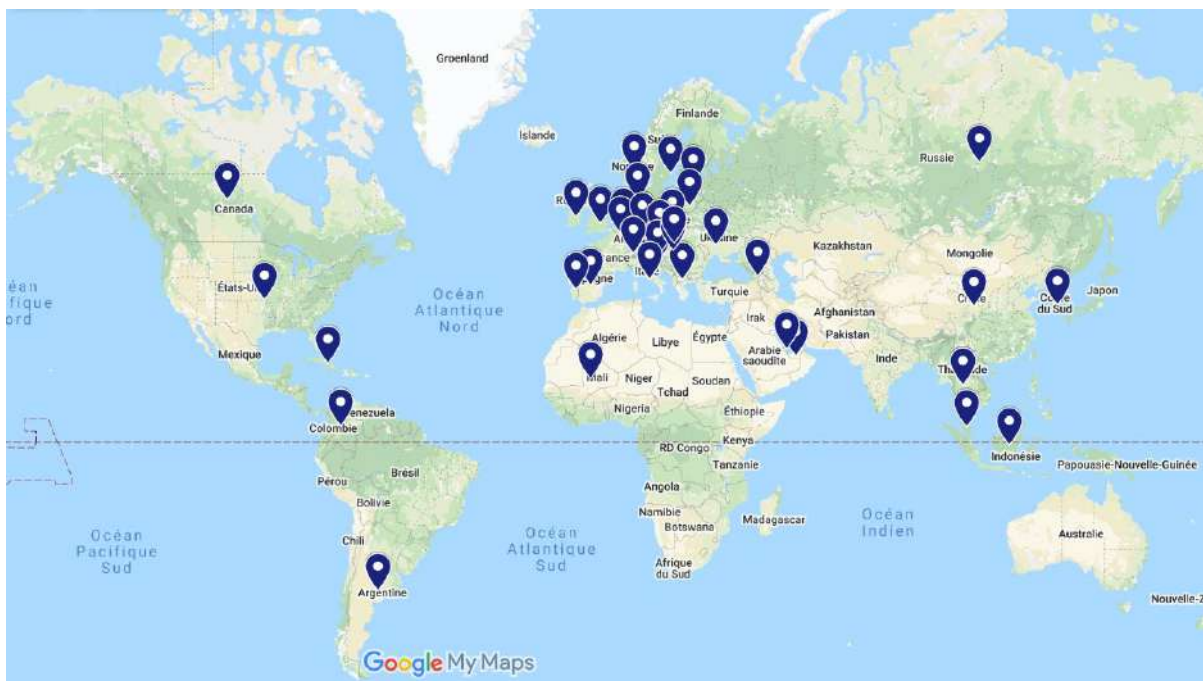 Groenland
Islande
Finlande
Russie
Canada
Kazakhstan
Mongolie
Turquie
Océan
Atlantique
Nord
Japon
du Sud
Mexique
Algérie
Libye
Égypte
Irak
Afghanistan
Pakistan
Arabie
saoudite
Inde
Mali
Niger
Soudan
Tchad
Nigeria
Éthiopie
Colombie
RD Congo
Kenya
Tanzanie
Indonésie
Papouasie-Nouvelle-Guinée
Brésil
Pérou
Bolivie
Angola
Namibie
Botswana
Madagascar
Océan
Indien
Australie
Océan
Pacifique
Sud
Chili
Océan
Atlantique
Sud
Afrique
du Sud
Argentine
Google My Maps